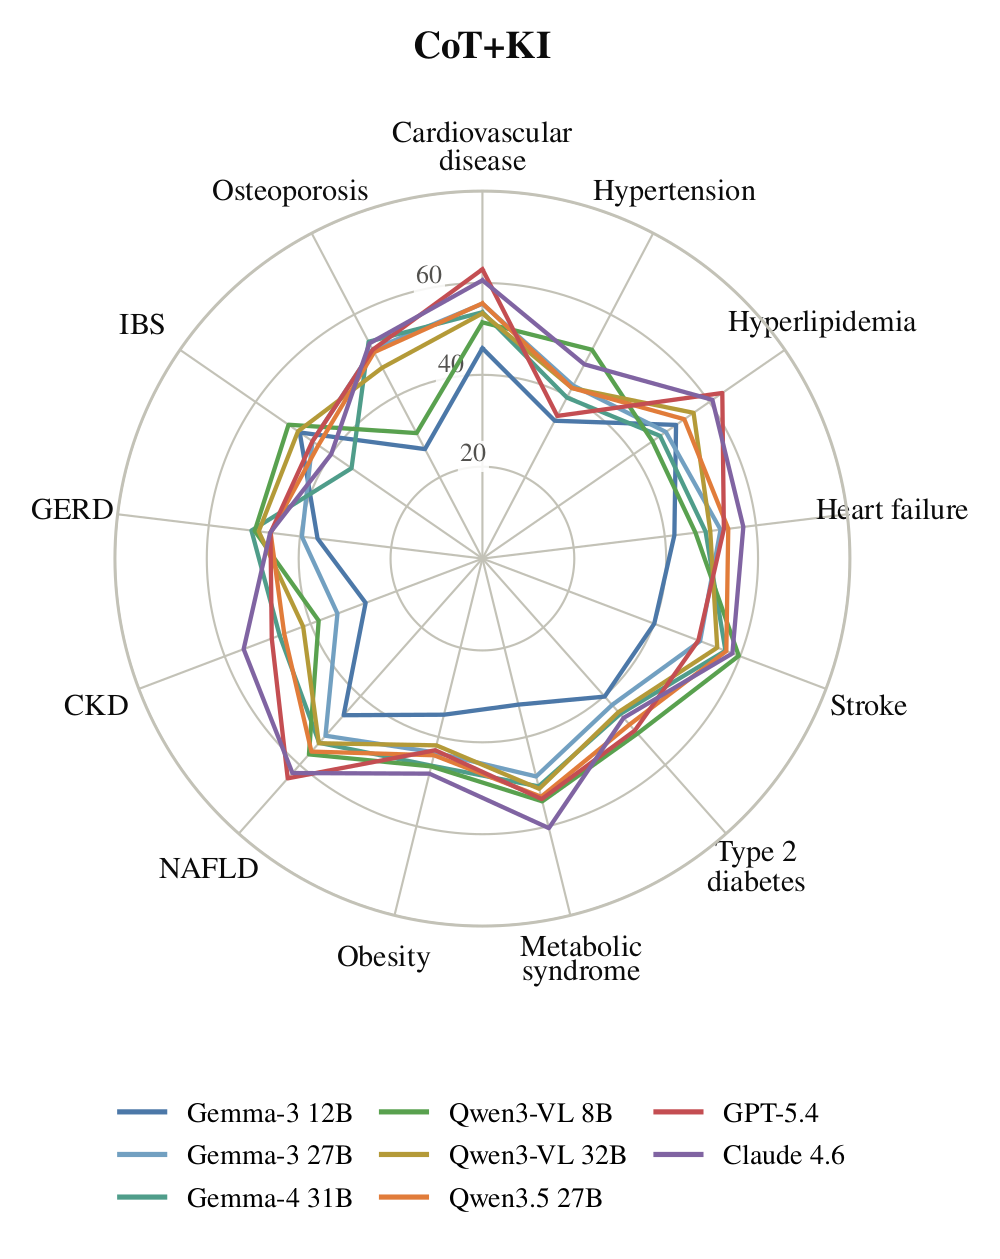 CoT+KI
Cardiovascular
disease
Osteoporosis
Hypertension
60
IBS
Hyperlipidemia
40
20
GERD
Heart failure
CKD
Stroke
NAFLD
Type 2
diabetes
Obesity
Metabolic
syndrome
Gemma-3 12B
Qwen3-VL 8B
GPT-5.4
Gemma-3 27B
Qwen3-VL 32B
Claude 4.6
Gemma-4 31B
Qwen3.5 27B